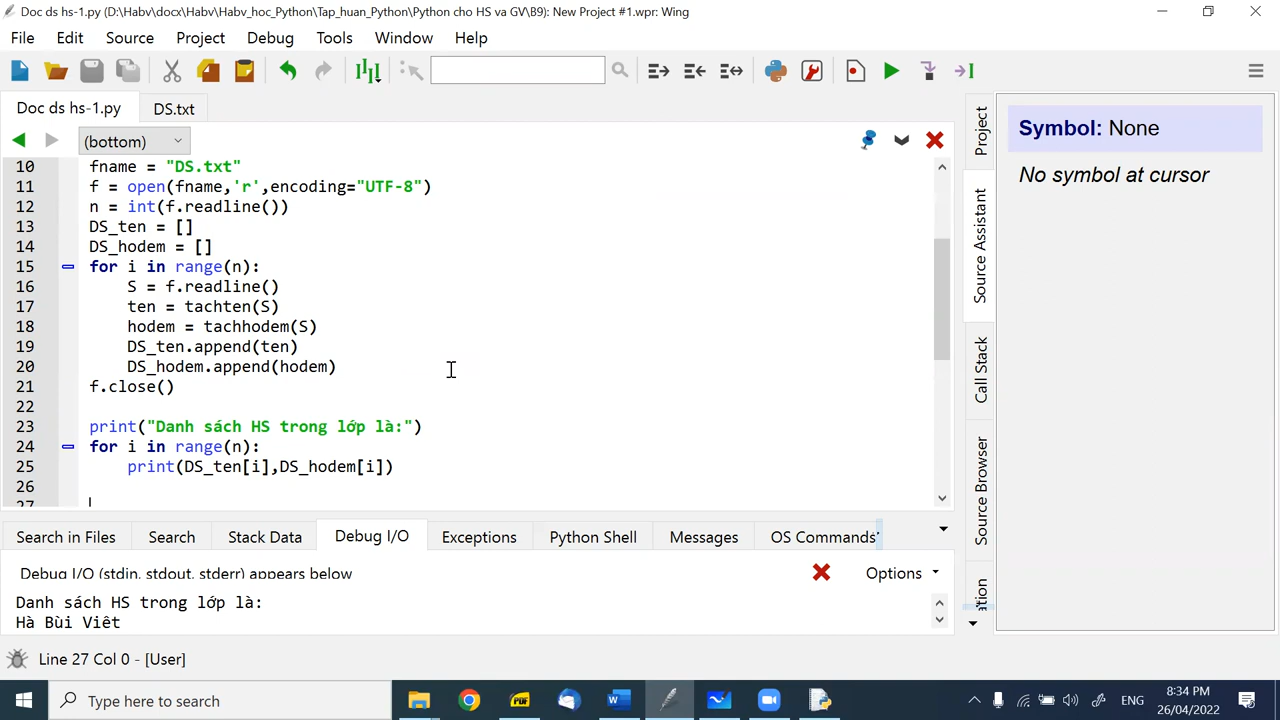 Doc ds hs-1.py (D:\Habv\docx\Habv\Habv_hoc_Python\Tap_huan_Python\Python cho HS va GV\B9): New Project #1.wpr: Wing
File Edit Source Project Debug Tools Window Help
Doc ds hs-1.py DS.txt
(bottom)
10 fname = "DS.txt"
11 f = open(fname,'r',encoding="UTF-8")
12 n = int(f.readline())
13 DS_ten = []
14 DS_hodem = []
15 for i in range(n):
16 S = f.readline()
17 ten = tachten(S)
18 hodem = tachhodem(S)
19 DS_ten.append(ten)
20 DS_hodem.append(hodem)
21 f.close()
22
23 print("Danh sách HS trong lớp là:")
24 for i in range(n):
25 print(DS_ten[i],DS_hodem[i])
26
27
Search in Files Search Stack Data Debug I/O Exceptions Python Shell Messages OS Commands
Debug I/O (stdin, stdout, stderr) appears below
Options
Danh sách HS trong lớp là:
Hà Bùi Viêt
Project
Source Assistant
Call Stack
Source Browser
Symbol: None
No symbol at cursor
Line 27 Col 0 - [User]
Type here to search
PDF
ENG
8:34 PM
26/04/2022